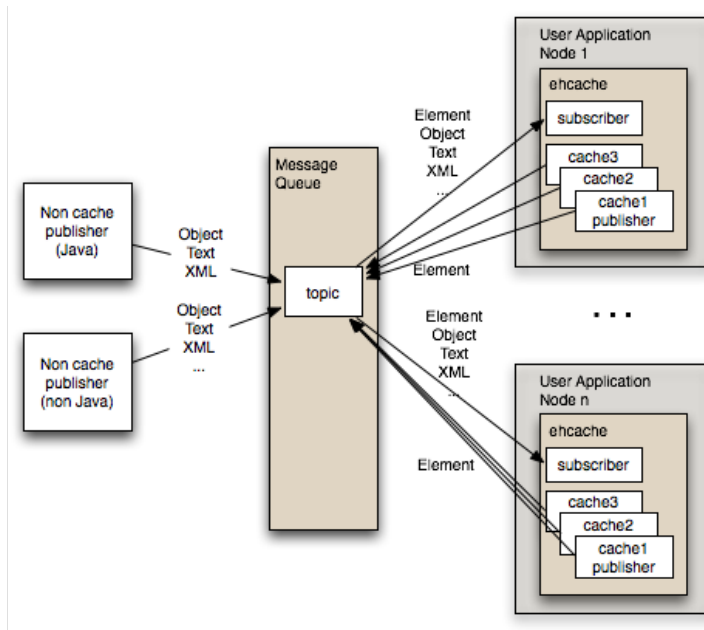 Non cache
publisher
(Java)
Object
Text
XML
Non cache
publisher
(non Java)
Object
Text
XML
...
Message
Queue
topic
Element
Object
Text
XML
...
Element
User Application
Node 1
ehcache
subscriber
cache3
cache2
cache1
publisher
...
Element
Object
Text
XML
...
Element
User Application
Node n
ehcache
subscriber
cache3
cache2
cache1
publisher